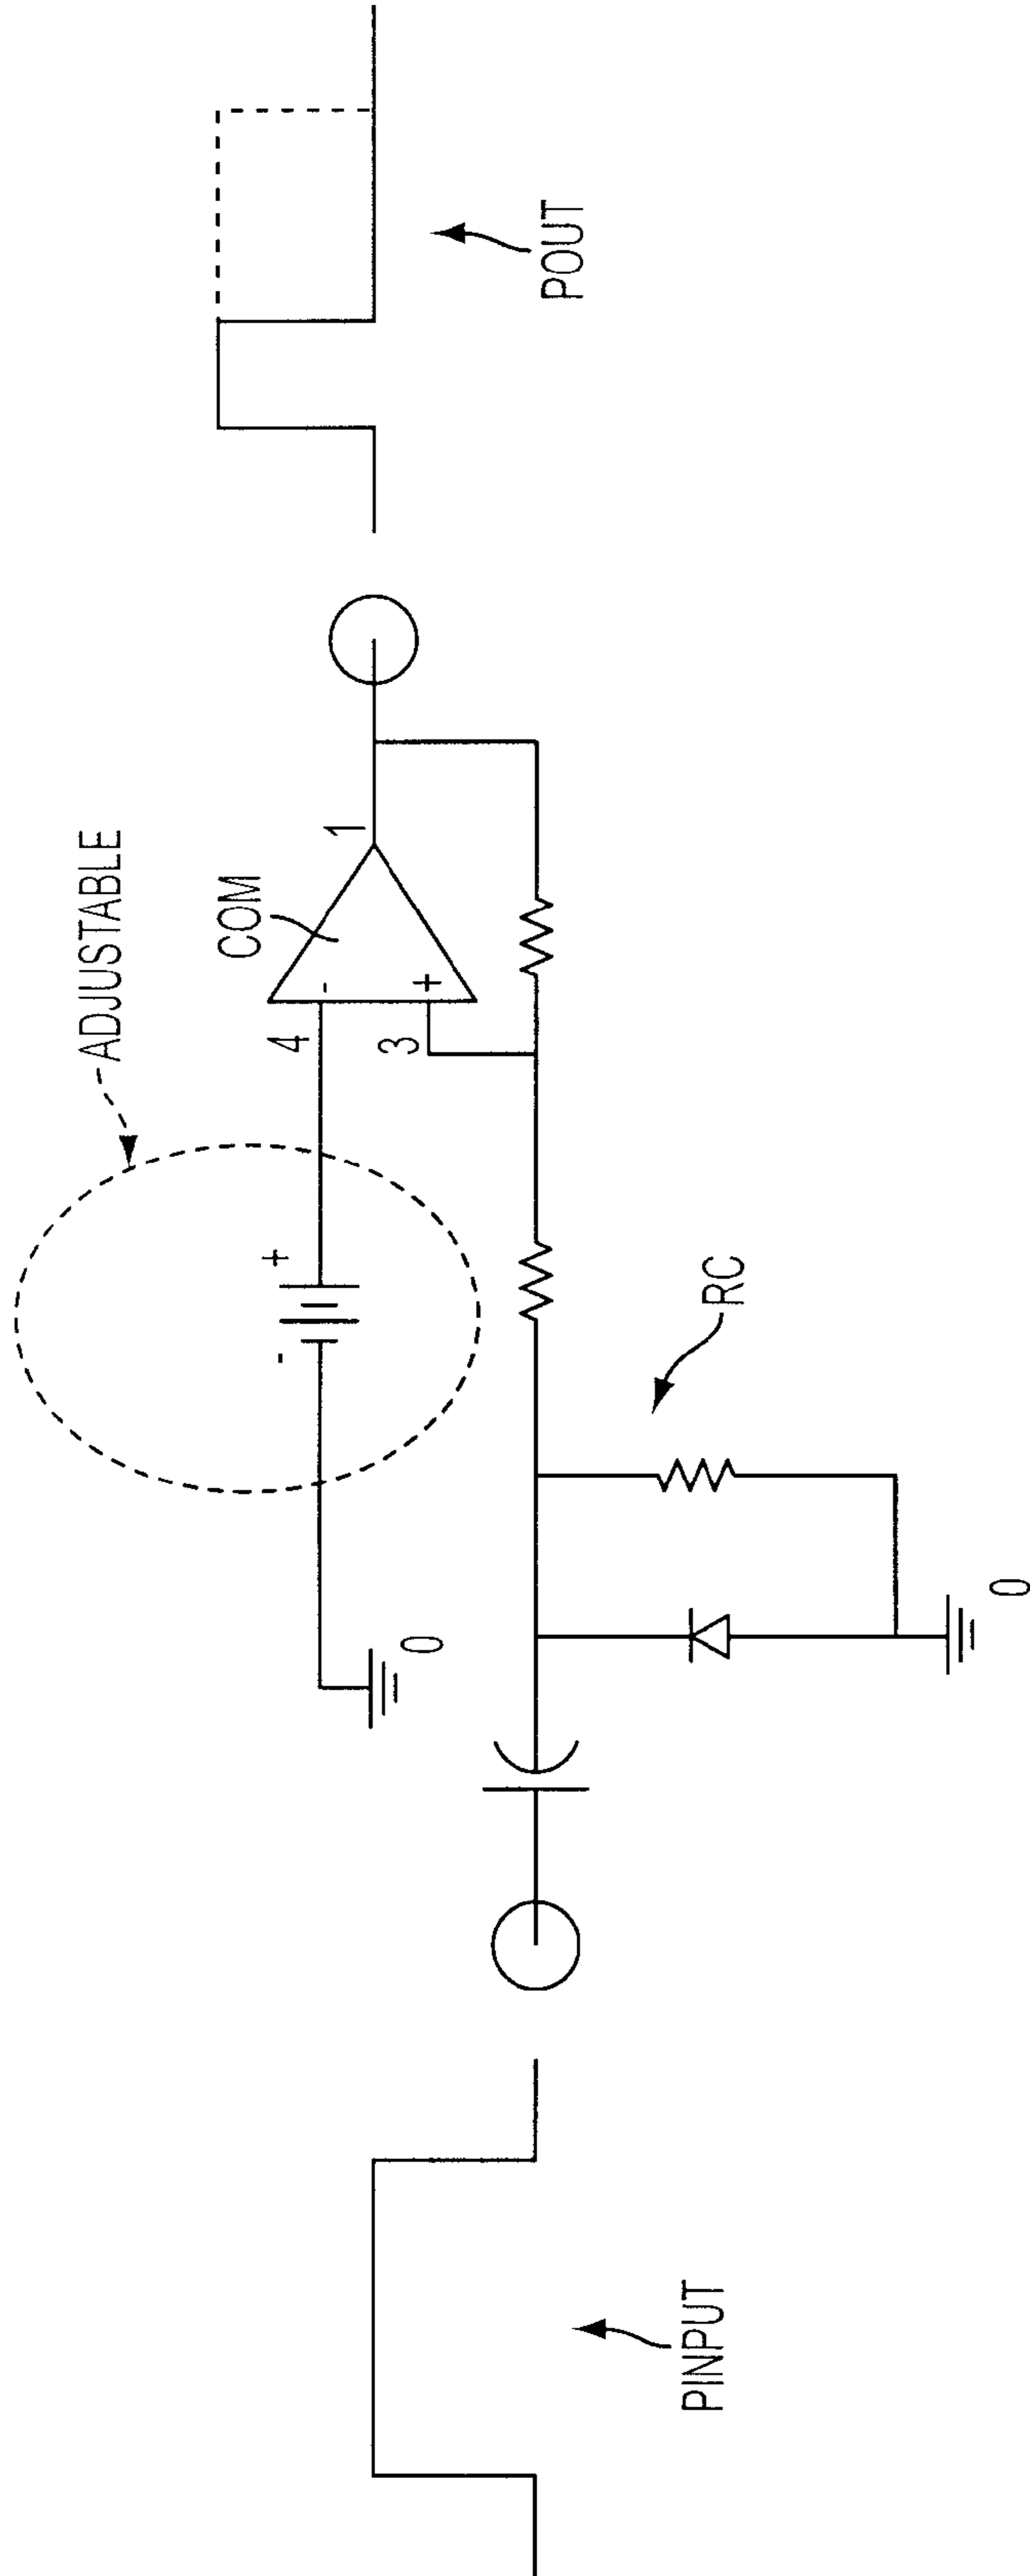 ADJUSTABLE
COM
- +
4 - 1
3 +
0
POUT
RC
PINPUT
0